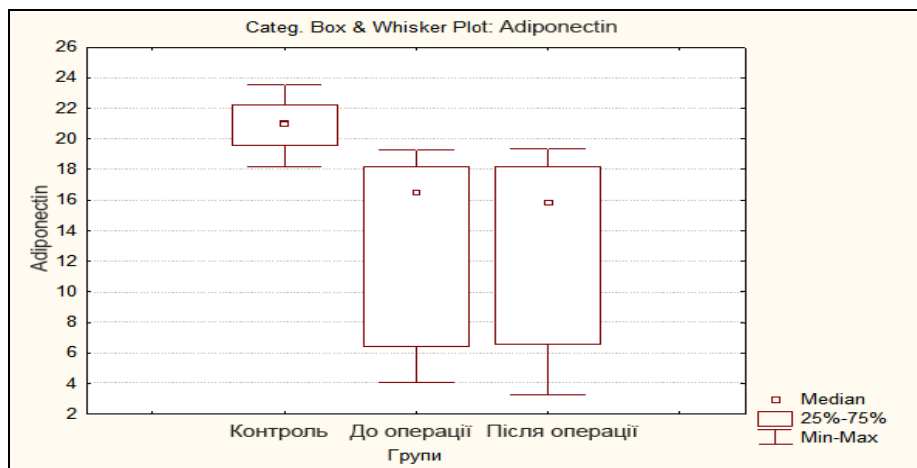 Categ. Box & Whisker Plot: Adiponectin
26
24
22
20
18
16
14
12
10
8
6
4
2
Adiponectin
Контроль До операції Після операції
Групи
Median
25%-75%
Min-Max